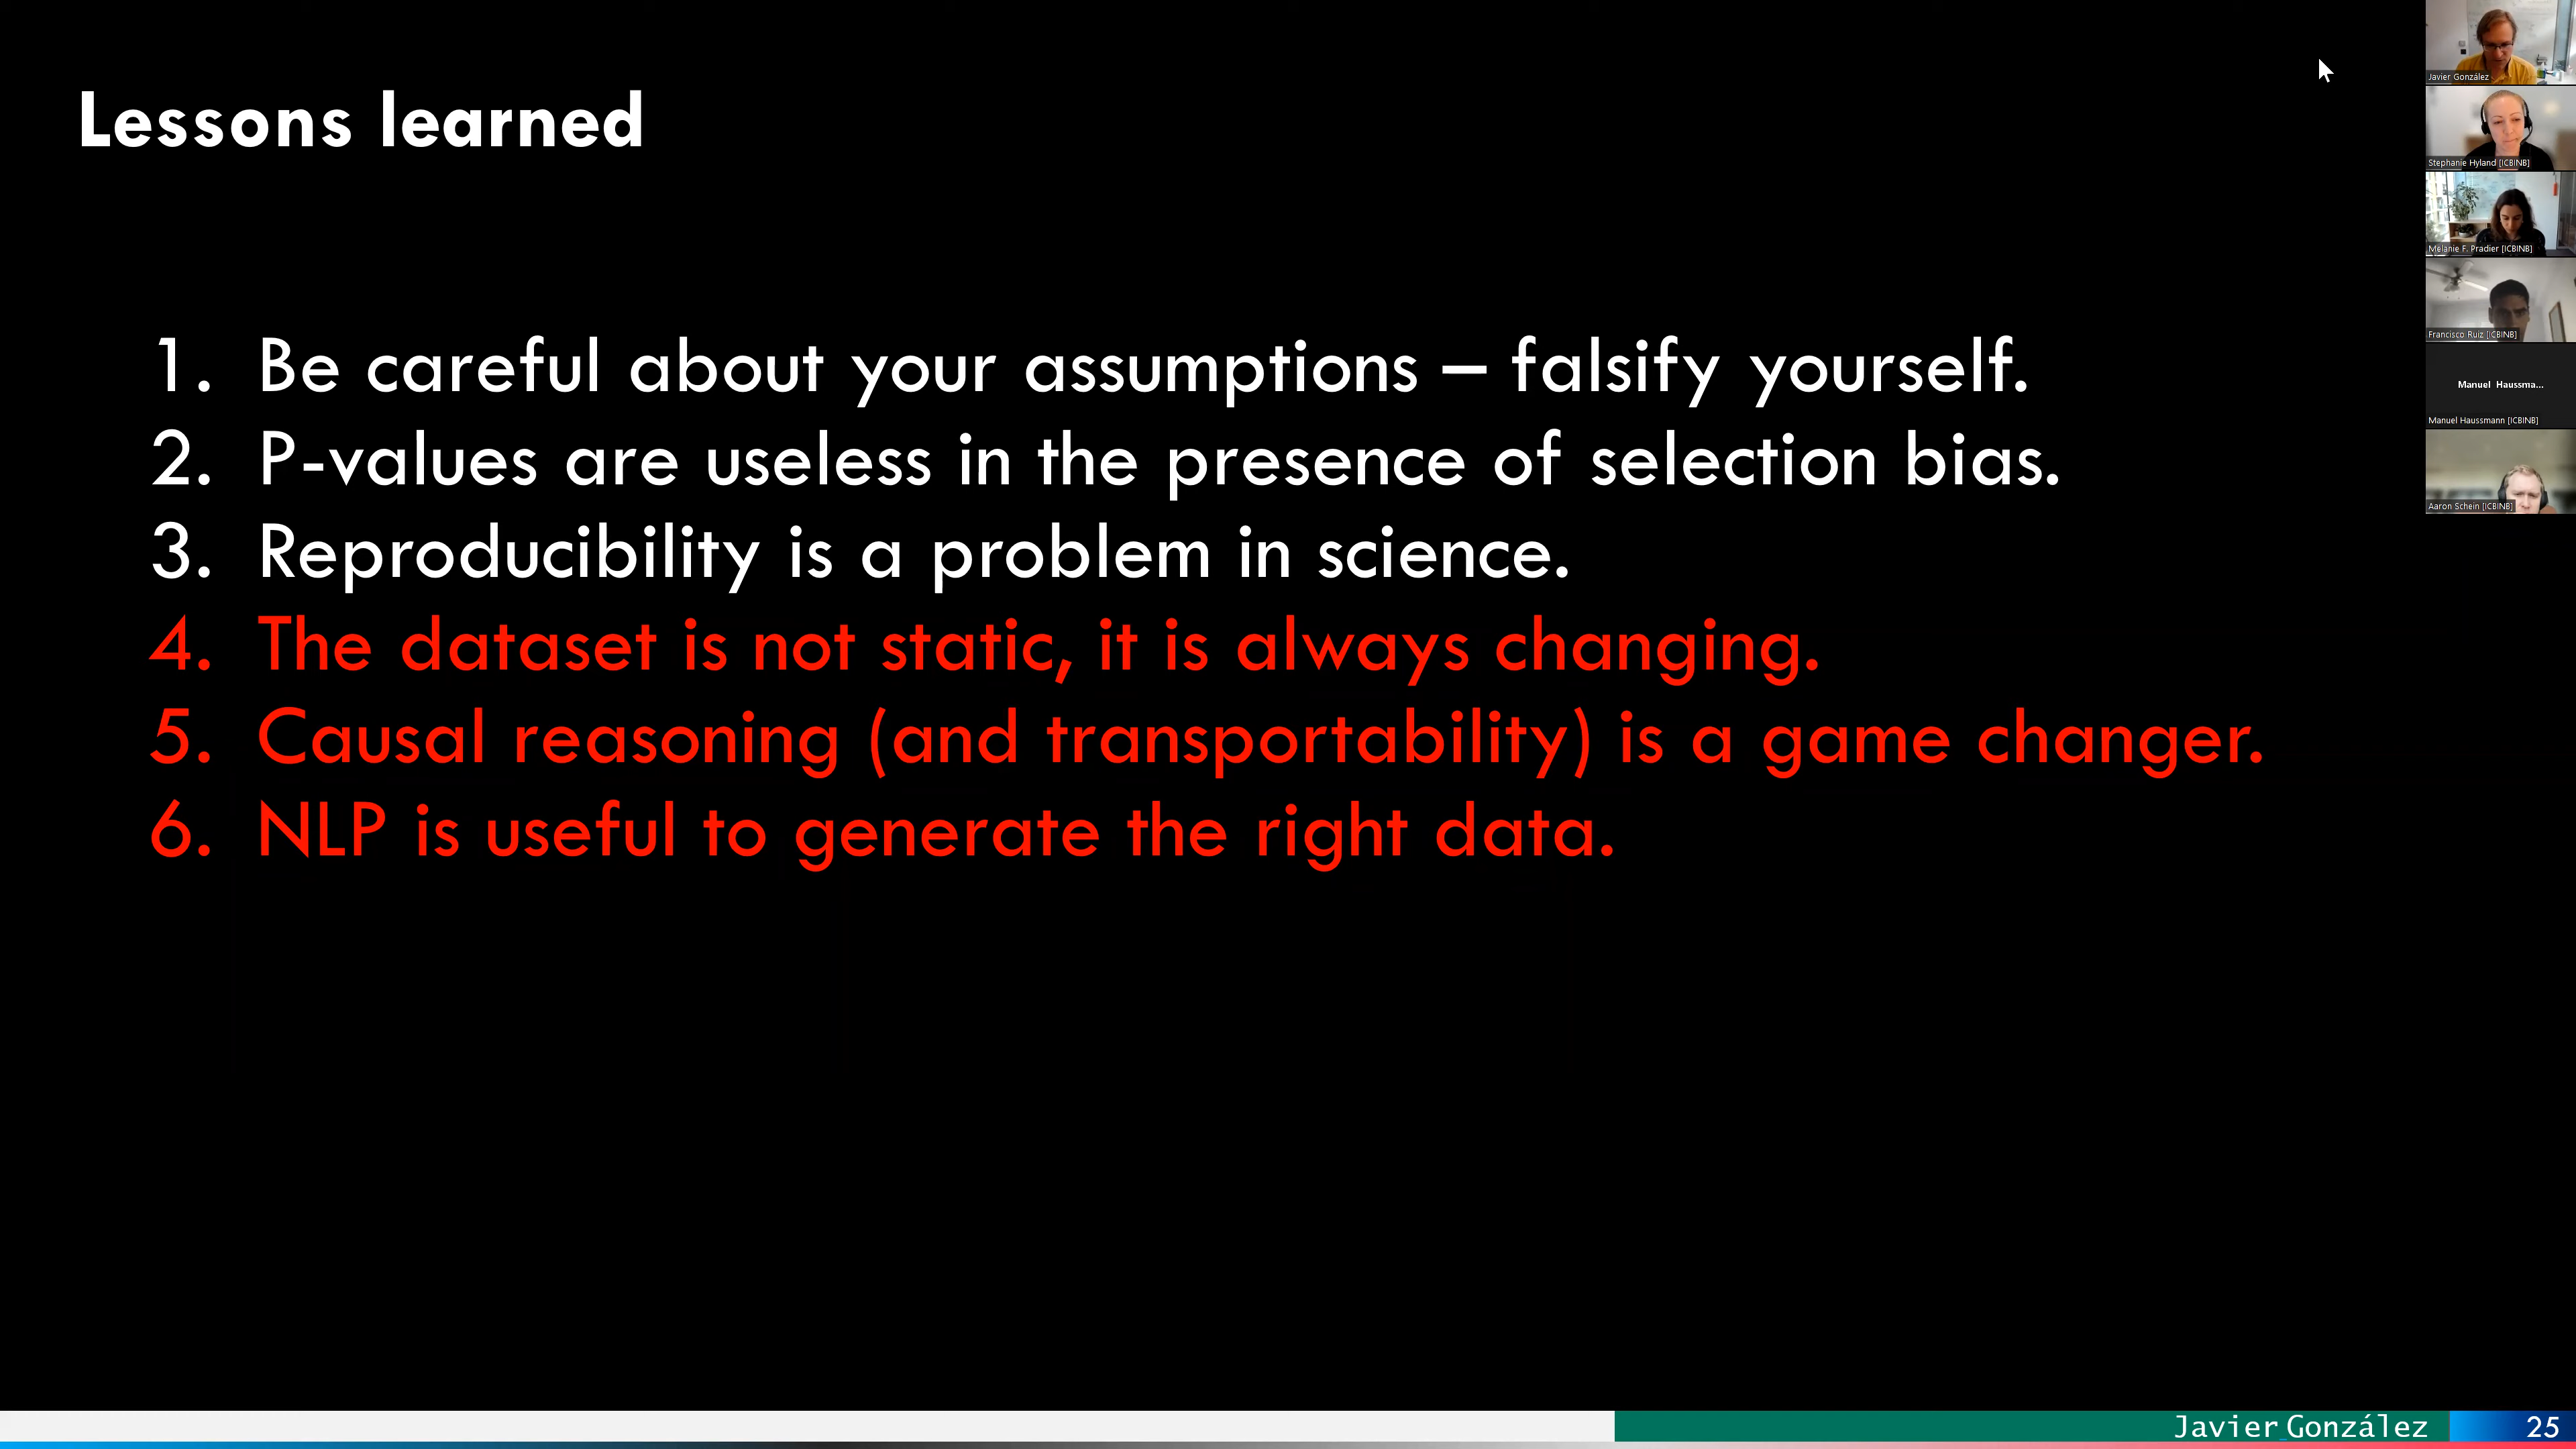 Lessons learned
1. Be careful about your assumptions – falsify yourself.
2. P-values are useless in the presence of selection bias.
3. Reproducibility is a problem in science.
4. The dataset is not static, it is always changing.
5. Causal reasoning (and transportability) is a game changer.
6. NLP is useful to generate the right data.
Javier González
Stephanie Hyland [ICBINB]
Melanie F. Pradier [ICBINB]
Francisco Ruiz [ICBINB]
Manuel Haussma...
Manuel Haussmann [ICBINB]
Aaron Schein [ICBINB]
Javier González 25